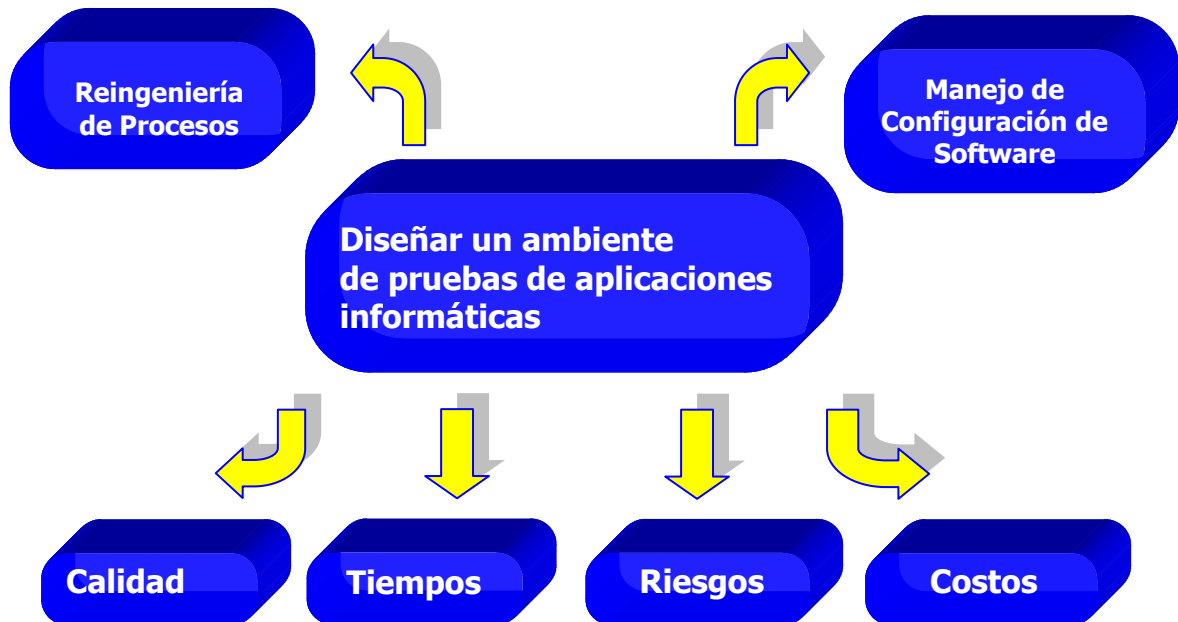 Reingeniería
de Procesos
Manejo de
Configuración de
Software
Diseñar un ambiente
de pruebas de aplicaciones
informáticas
Calidad
Tiempos
Riesgos
Costos